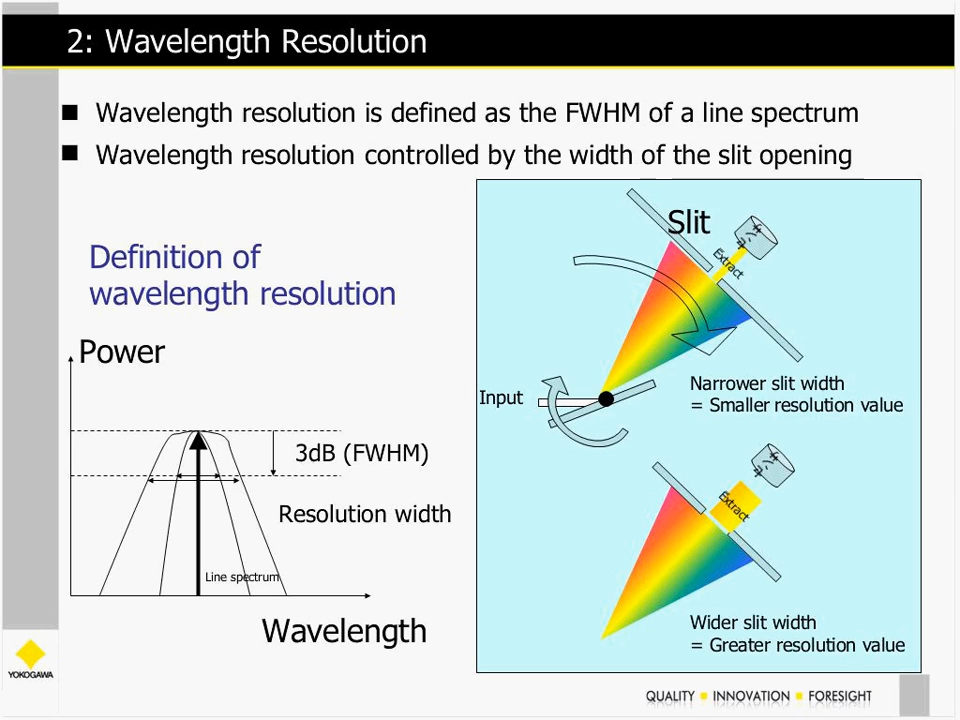 2: Wavelength Resolution
Wavelength resolution is defined as the FWHM of a line spectrum
Wavelength resolution controlled by the width of the slit opening
Definition of
wavelength resolution
Power
3dB (FWHM)
Resolution width
Line spectrum
Wavelength
Slit
Extract
Input
Narrower slit width
= Smaller resolution value
Extract
Wider slit width
= Greater resolution value
YOKOGAWA
QUALITY ■ INNOVATION ■ FORESIGHT